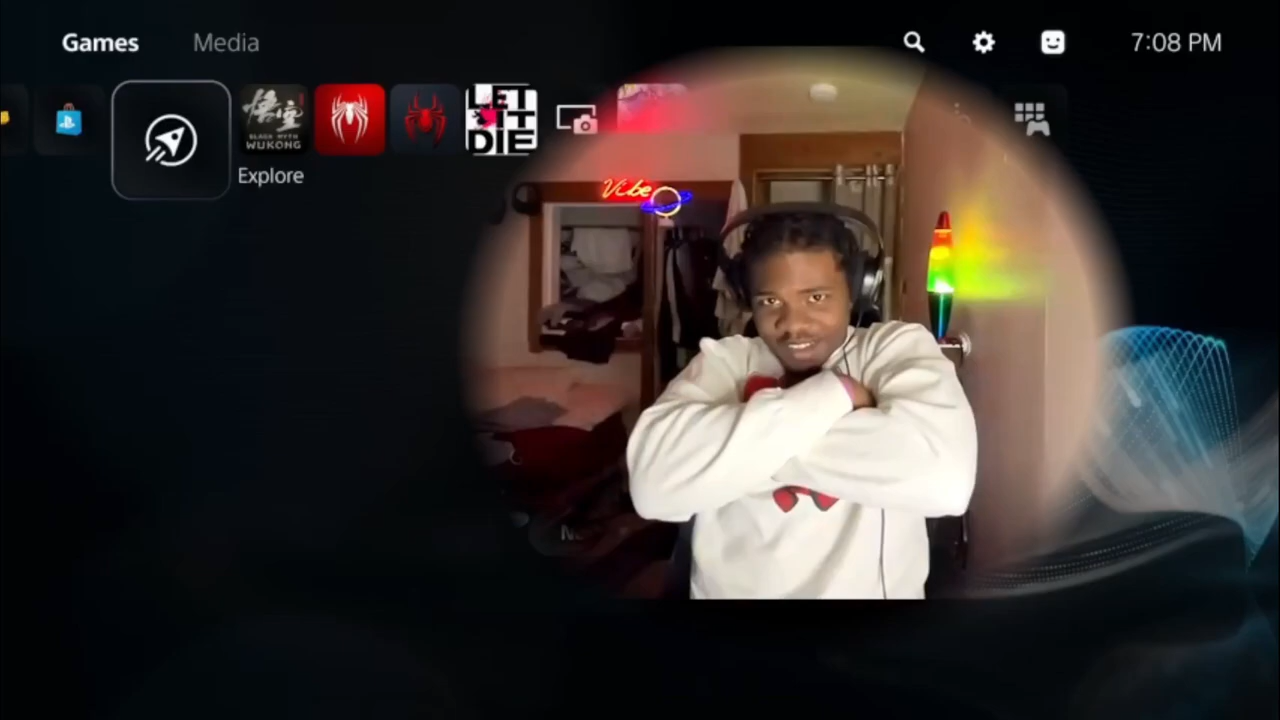 Games
Media
7:08 PM
悟空
BLACK MYTH
WUKONG
LET
IT
DIE
Explore
Vibe